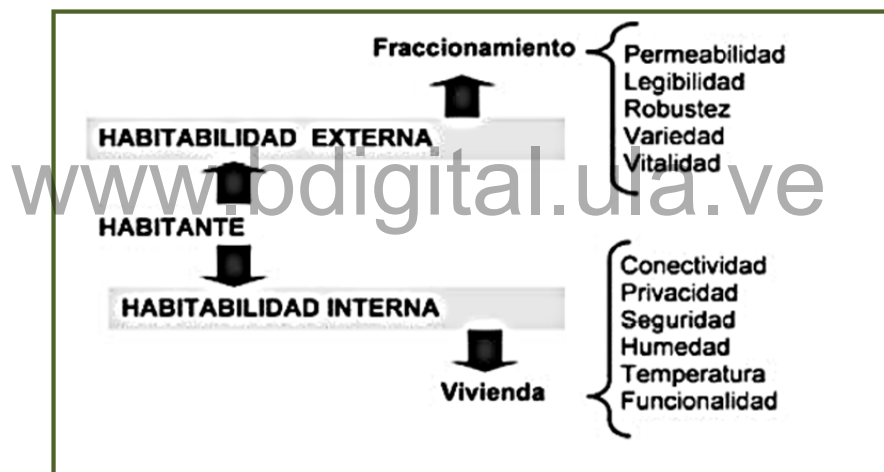 Fraccionamiento
Permeabilidad
Legibilidad
Robustez
Variedad
Vitalidad
HABITABILIDAD EXTERNA
www.bdigital.ula.ve
HABITANTE
HABITABILIDAD INTERNA
Conectividad
Privacidad
Seguridad
Humedad
Temperatura
Funcionalidad
Vivienda